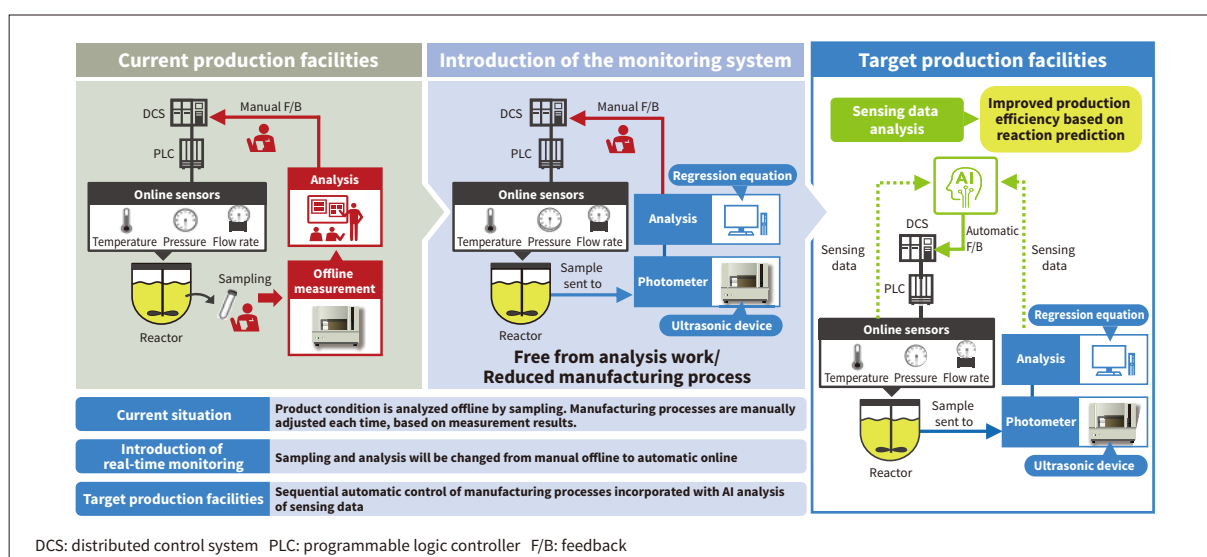 Current production facilities
DCS
Manual F/B
PLC
Online sensors
Temperature
Pressure
Flow rate
Analysis
Sampling
Offline
measurement
Reactor
Introduction of the monitoring system
DCS
Manual F/B
PLC
Online sensors
Temperature
Pressure
Flow rate
Regression equation
Analysis
Sample
sent to
Photometer
Ultrasonic device
Reactor
Free from analysis work/
Reduced manufacturing process
Target production facilities
Sensing data
analysis
Improved production
efficiency based on
reaction prediction
AI
DCS
Automatic
F/B
Sensing
data
Sensing
data
PLC
Online sensors
Temperature
Pressure
Flow rate
Regression equation
Analysis
Sample
sent to
Photometer
Ultrasonic device
Reactor
Current situation
Product condition is analyzed offline by sampling. Manufacturing processes are manually
adjusted each time, based on measurement results.
Introduction of
real-time monitoring
Sampling and analysis will be changed from manual offline to automatic online
Target production facilities
Sequential automatic control of manufacturing processes incorporated with AI analysis
of sensing data
DCS: distributed control system PLC: programmable logic controller F/B: feedback